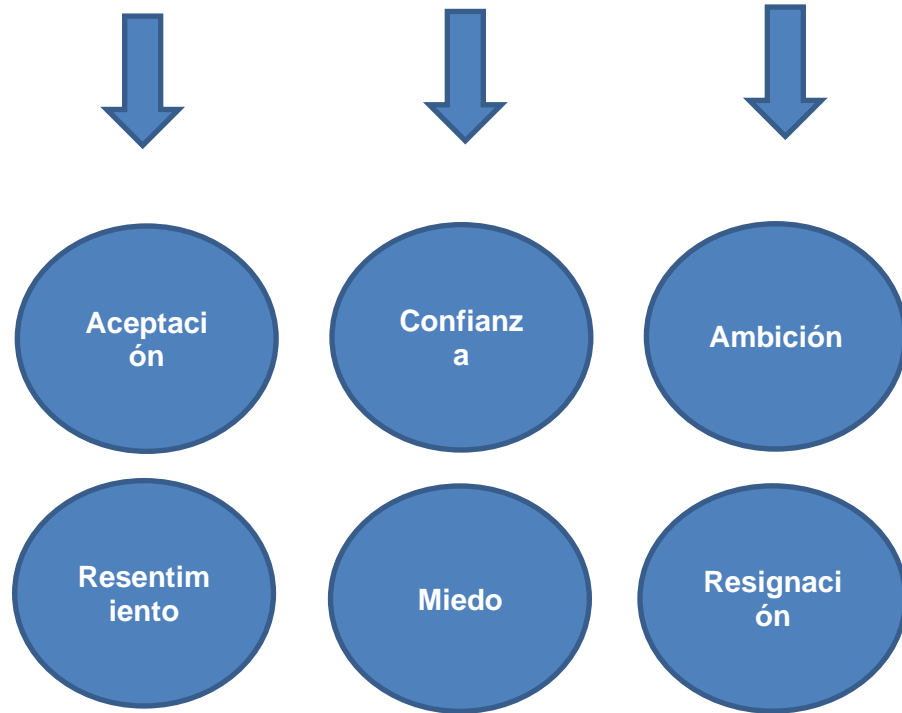 Aceptaci
ón
Confianz
a
Ambición
Resentim
iento
Miedo
Resignaci
ón